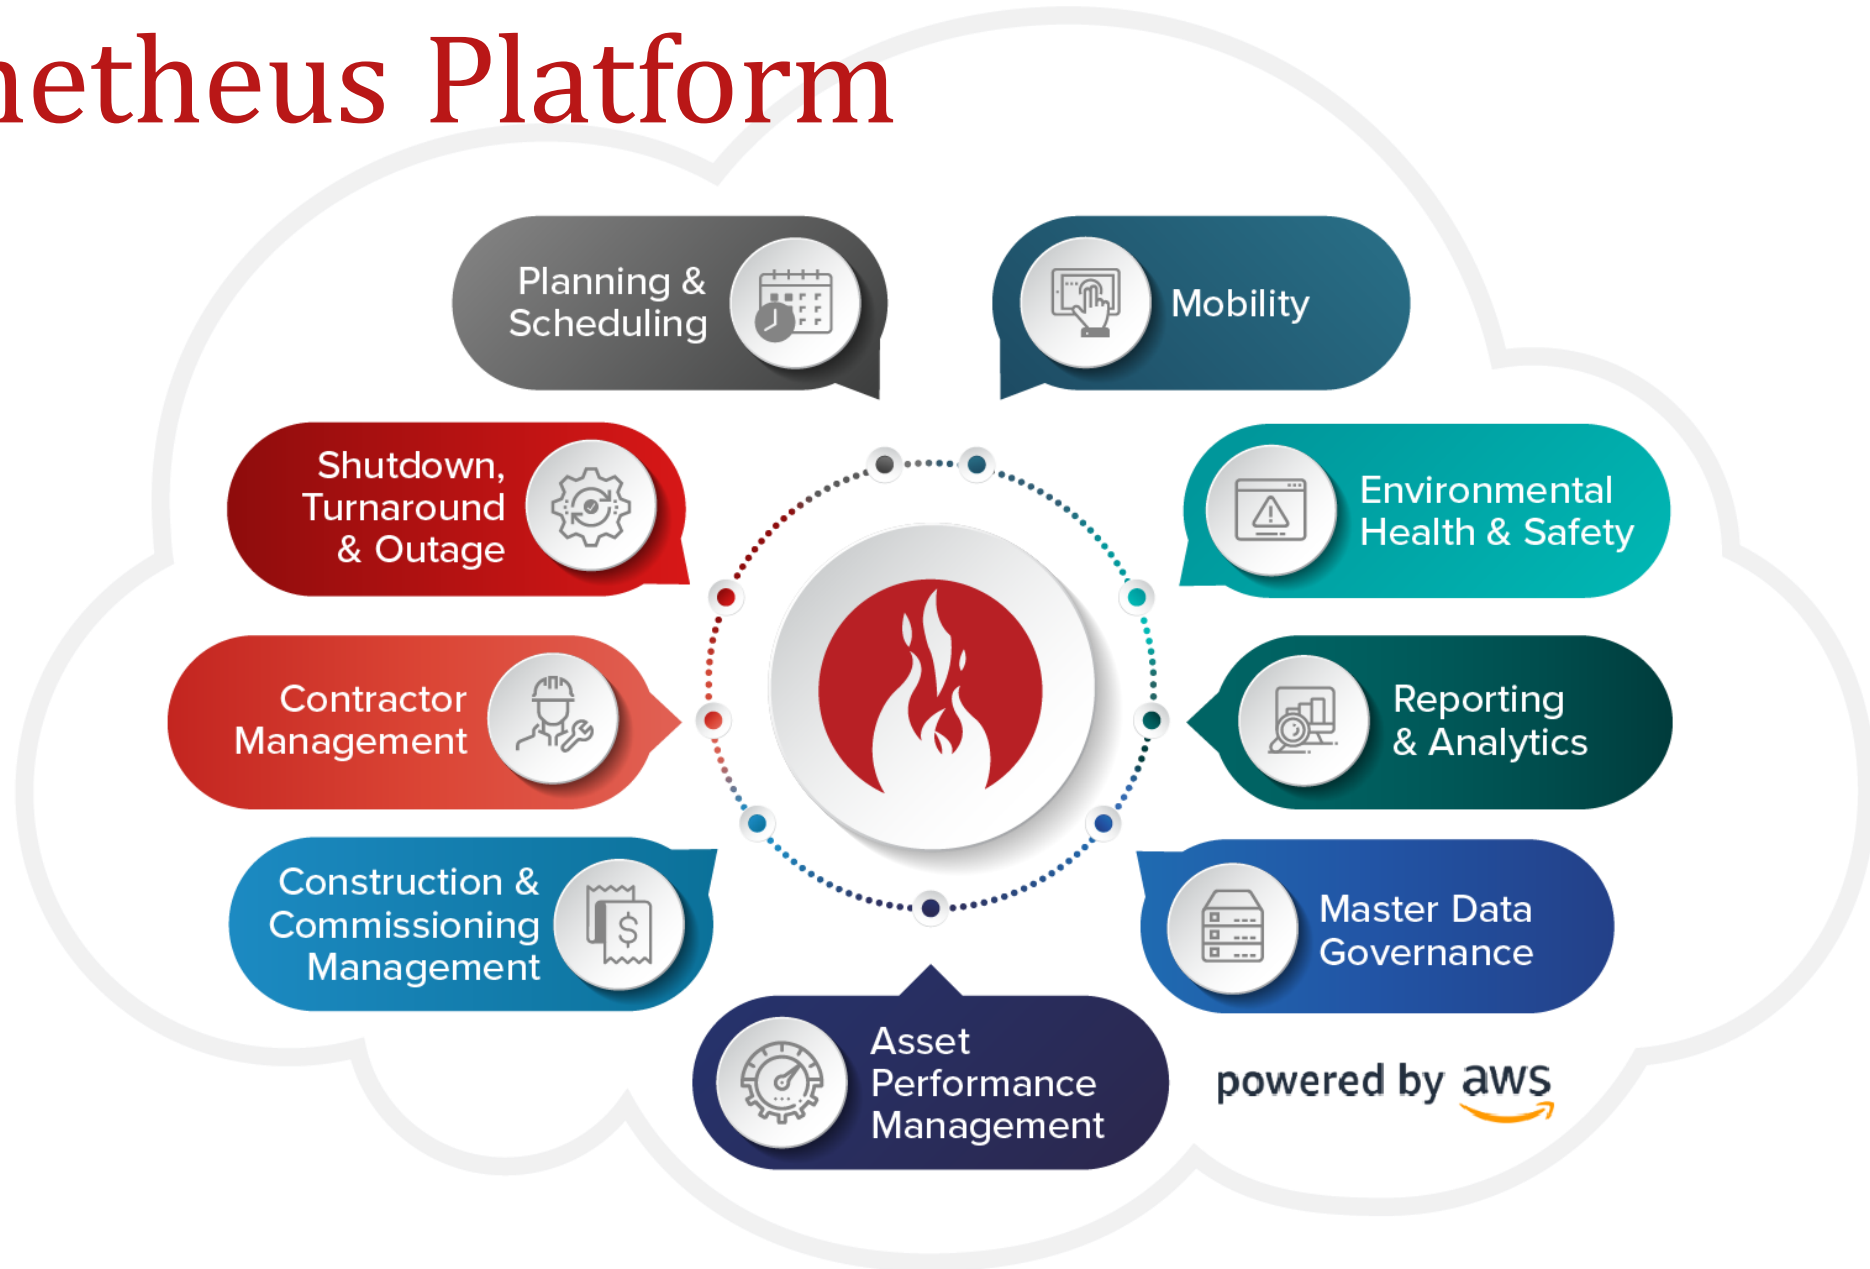 netheus Platform
Planning &
Scheduling
Mobility
Shutdown,
Turnaround
& Outage
Environmental
Health & Safety
Contractor
Management
Reporting
& Analytics
Construction &
Commissioning
Management
$
Master Data
Governance
Asset
Performance
Management
powered by aws